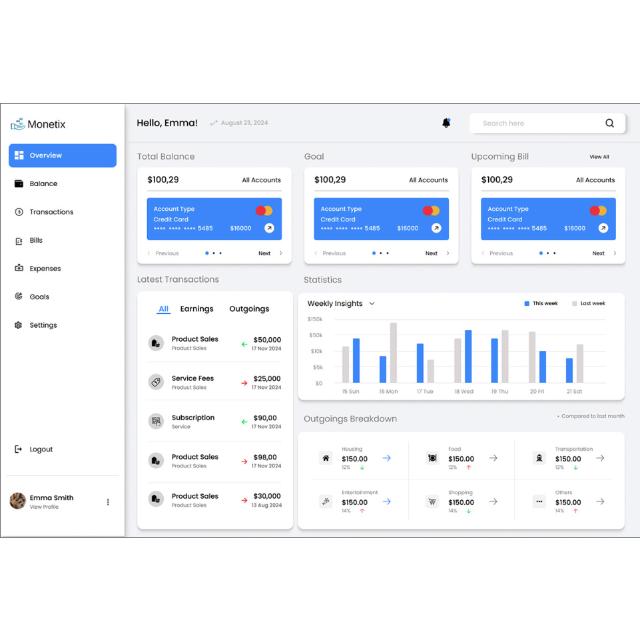 Monetix
Overview
Balance
Transactions
Bills
Expenses
Goals
Settings
Logout
Emma Smith
View Profile
Hello, Emma!
August 23, 2024
Search here
Total Balance
$100,29
All Accounts
Account Type
Credit Card
**** **** **** 5485
$16000
Previous
Next
Goal
$100,29
All Accounts
Account Type
Credit Card
**** **** **** 5485
$16000
Previous
Next
Upcoming Bill
View All
$100,29
All Accounts
Account Type
Credit Card
**** **** **** 5485
$16000
Previous
Next
Latest Transactions
All Earnings Outgoings
Product Sales $50,000
Product Sales 17 Nov 2024
Service Fees $25,000
Product Sales 17 Nov 2024
Subscription $90,00
Service 17 Nov 2024
Product Sales $98,00
Product Sales 17 Nov 2024
Product Sales $30,000
Product Sales 13 Aug 2024
Statistics
Weekly Insights
This week
Last week
$150k
$50k
$10k
$5k
$0
15 Sun 16 Mon 17 Tue 18 Wed 19 Thu 20 Fri 21 Sat
Outgoings Breakdown
• Compared to last month
Housing
$150.00
12%
Food
$150.00
12%
Transportation
$150.00
12%
Entertainment
$150.00
14%
Shopping
$150.00
14%
Others
$150.00
14%